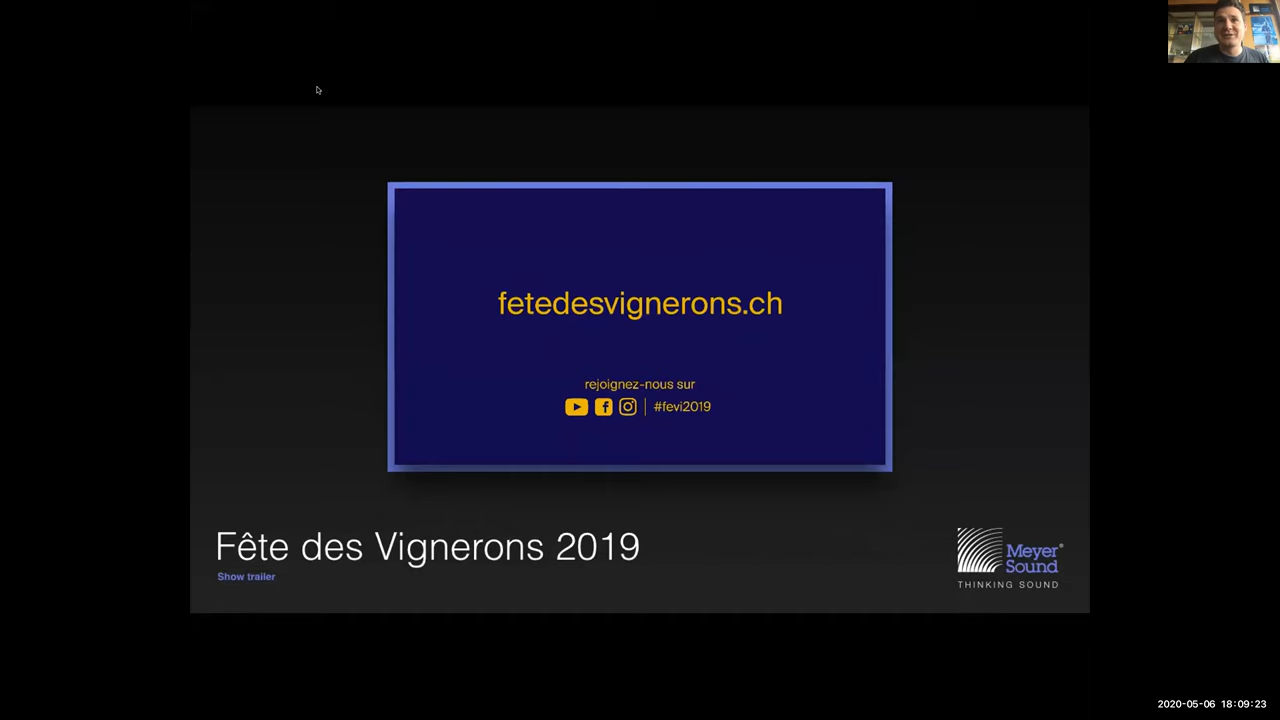 fetedesvignerons.ch
rejoignez-nous sur
#fevi2019
Fête des Vignerons 2019
Show trailer
Meyer
Sound
THINKING SOUND
2020-05-06 18:09:23